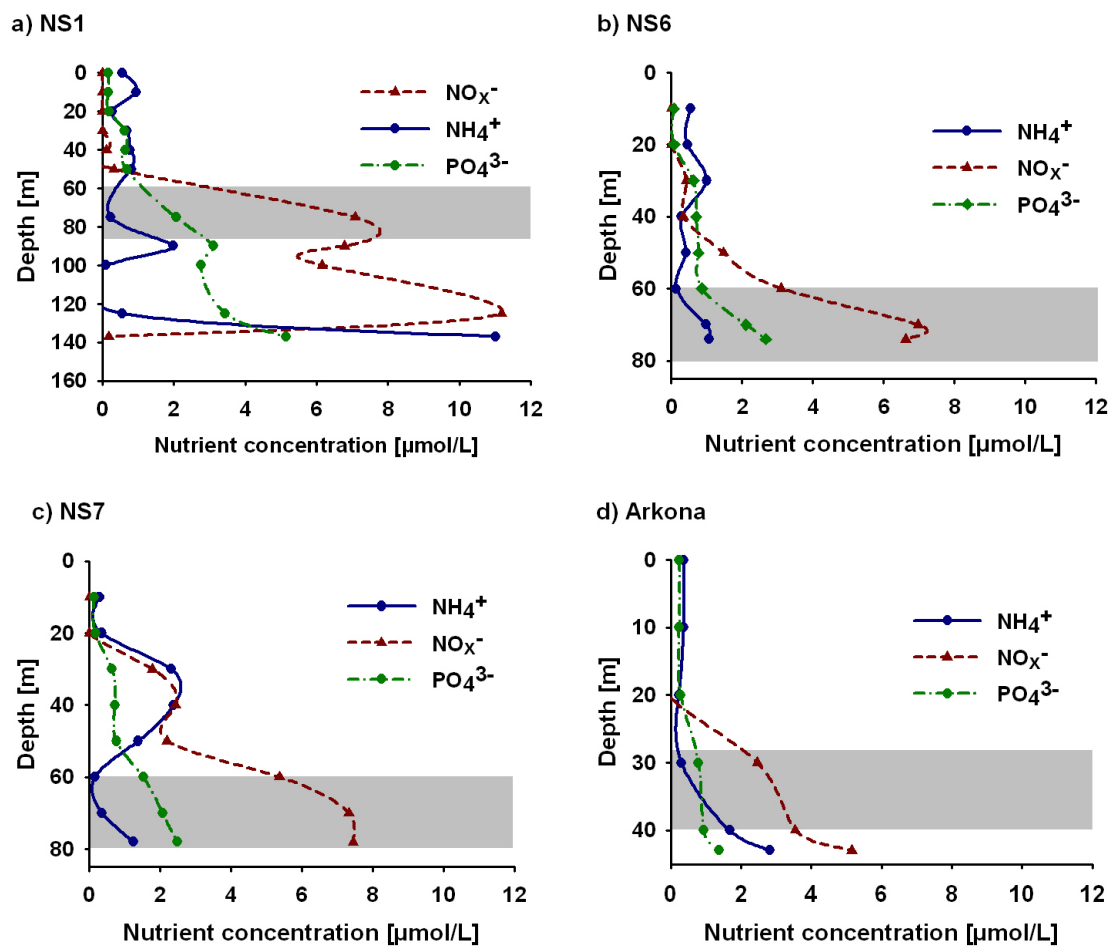 a) NS1
0
20
40
60
80
100
120
140
160
Depth [m]
NOX-
NH4+
PO43-
0 2 4 6 8 10 12
Nutrient concentration [µmol/L]
b) NS6
0
20
40
60
80
Depth [m]
NH4+
NOX-
PO43-
0 2 4 6 8 10 12
Nutrient concentration [µmol/L]
c) NS7
0
20
40
60
80
Depth [m]
NH4+
NOX-
PO43-
0 2 4 6 8 10 12
Nutrient concentration [µmol/L]
d) Arkona
0
10
20
30
40
Depth [m]
NH4+
NOX-
PO43-
0 2 4 6 8 10 12
Nutrient concentration [µmol/L]